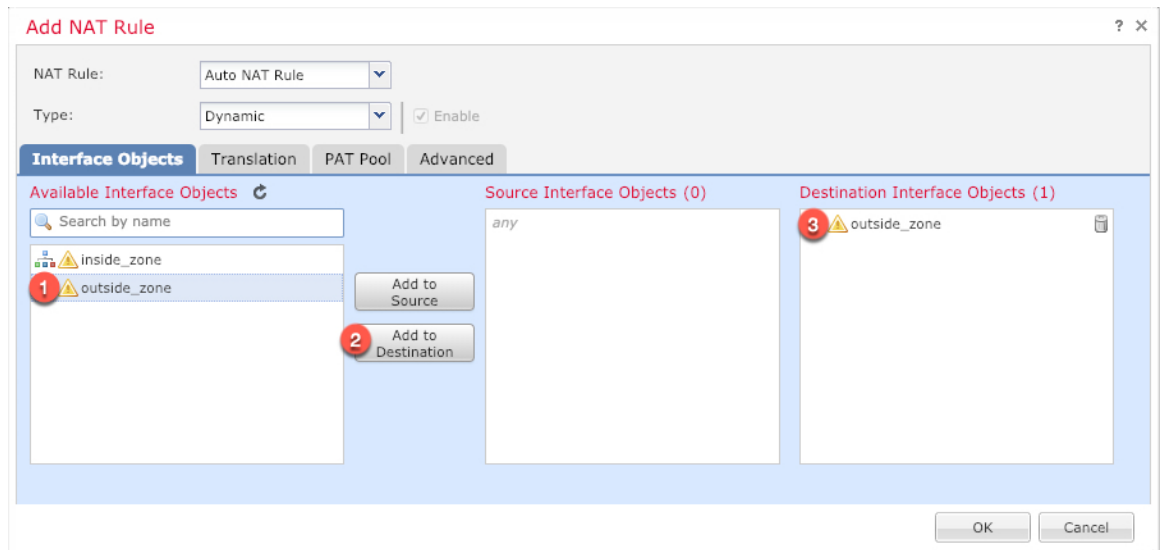 Add NAT Rule ?
NAT Rule: Auto NAT Rule
Type: Dynamic Enable
Interface Objects Translation PAT Pool Advanced
Available Interface Objects Source Interface Objects (0) Destination Interface Objects (1)
Search by name any 3 outside_zone
inside_zone
1 outside_zone Add to
Source
2 Add to
Destination
OK Cancel